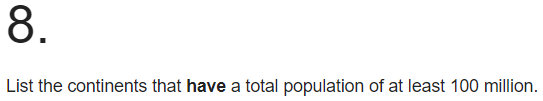 8.
List the continents that have a total population of at least 100 million.